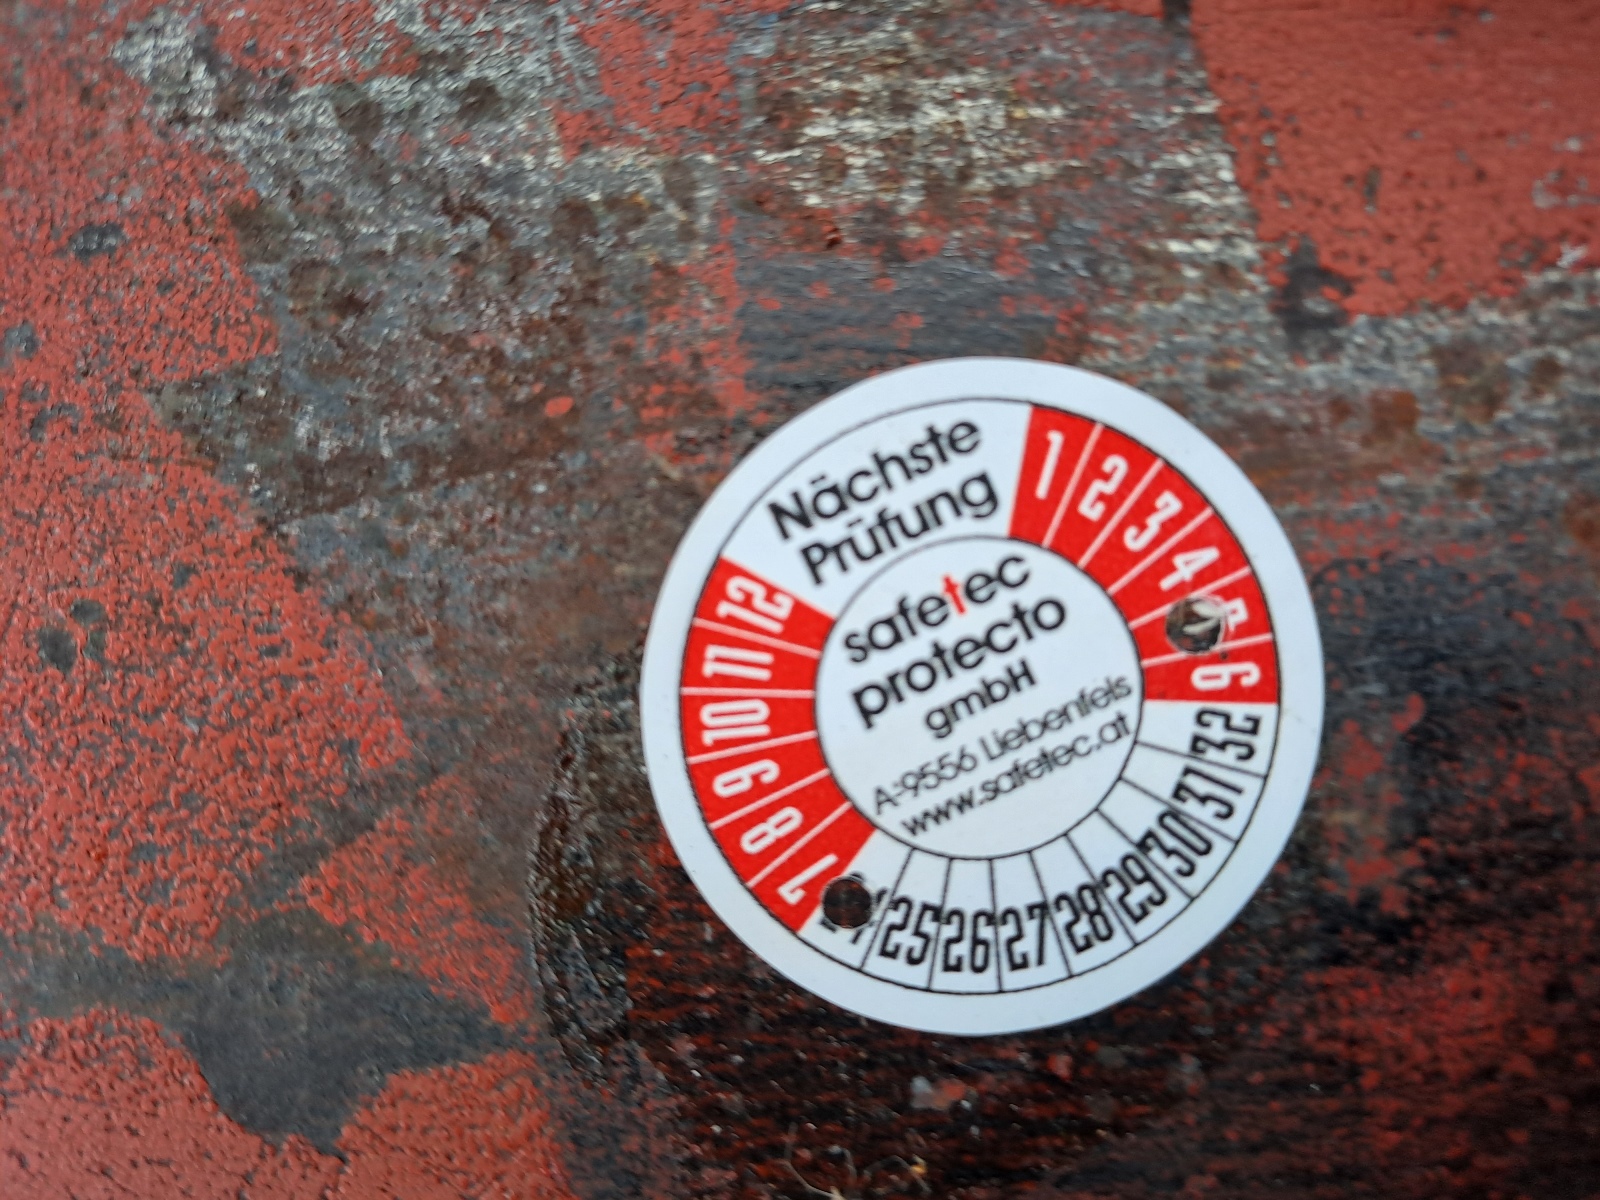 Nächste
Prüfung
1 2 3 4 5 6
safetec
protecto
gmbH
A-9556 Liebenfels
www.safetec.at
7 8 9 10 11 12
25 26 27 28 29 30 31 32